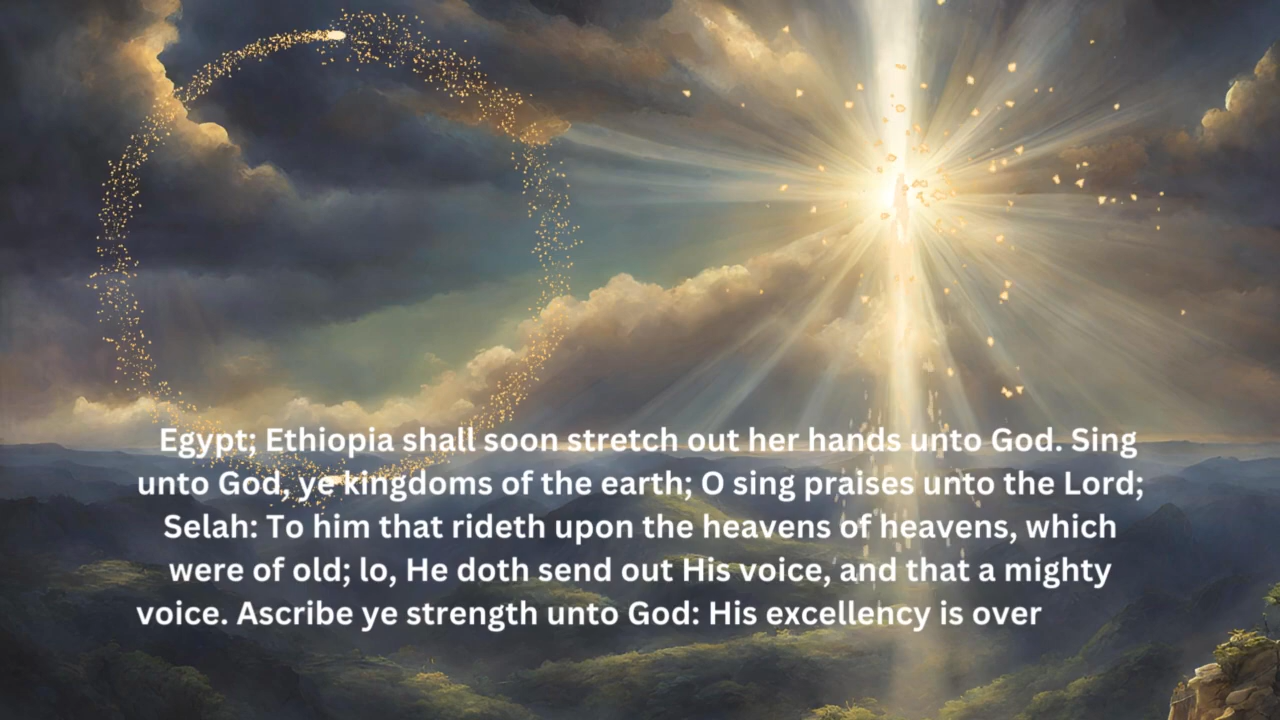 Egypt; Ethiopia shall soon stretch out her hands unto God. Sing
unto God, ye kingdoms of the earth; O sing praises unto the Lord;
Selah: To him that rideth upon the heavens of heavens, which
were of old; lo, He doth send out His voice, and that a mighty
voice. Ascribe ye strength unto God: His excellency is over